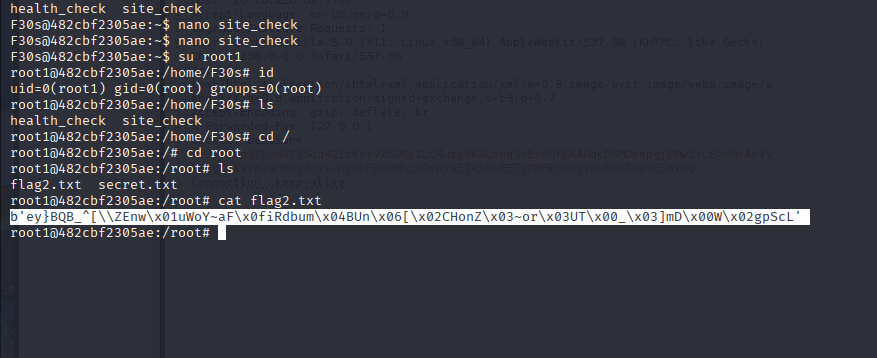 health_check  site_check
F30s@482cbf2305ae:~$ nano site_check
F30s@482cbf2305ae:~$ nano site_check
F30s@482cbf2305ae:~$ su root1
root1@482cbf2305ae:/home/F30s# id
uid=0(root1) gid=0(root) groups=0(root)
root1@482cbf2305ae:/home/F30s# ls
health_check  site_check
root1@482cbf2305ae:/home/F30s# cd /
root1@482cbf2305ae:/# cd root
root1@482cbf2305ae:/root# ls
flag2.txt  secret.txt
root1@482cbf2305ae:/root# cat flag2.txt
b'ey}BQB_^[\\ZEnw\x01uWoY~aF\x0fiRdbum\x04BUn\x06[\x02CHonZ\x03~or\x03UT\x00_\x03]mD\x00W\x02gpScL'
root1@482cbf2305ae:/root#